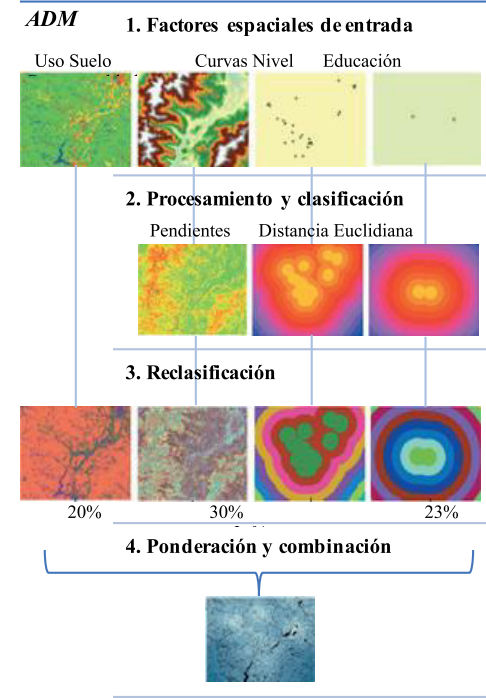 ADM
1. Factores espaciales de entrada
Uso Suelo Curvas Nivel Educación
2. Procesamiento y clasificación
Pendientes Distancia Euclidiana
3. Reclasificación
20% 30% 23%
4. Ponderación y combinación